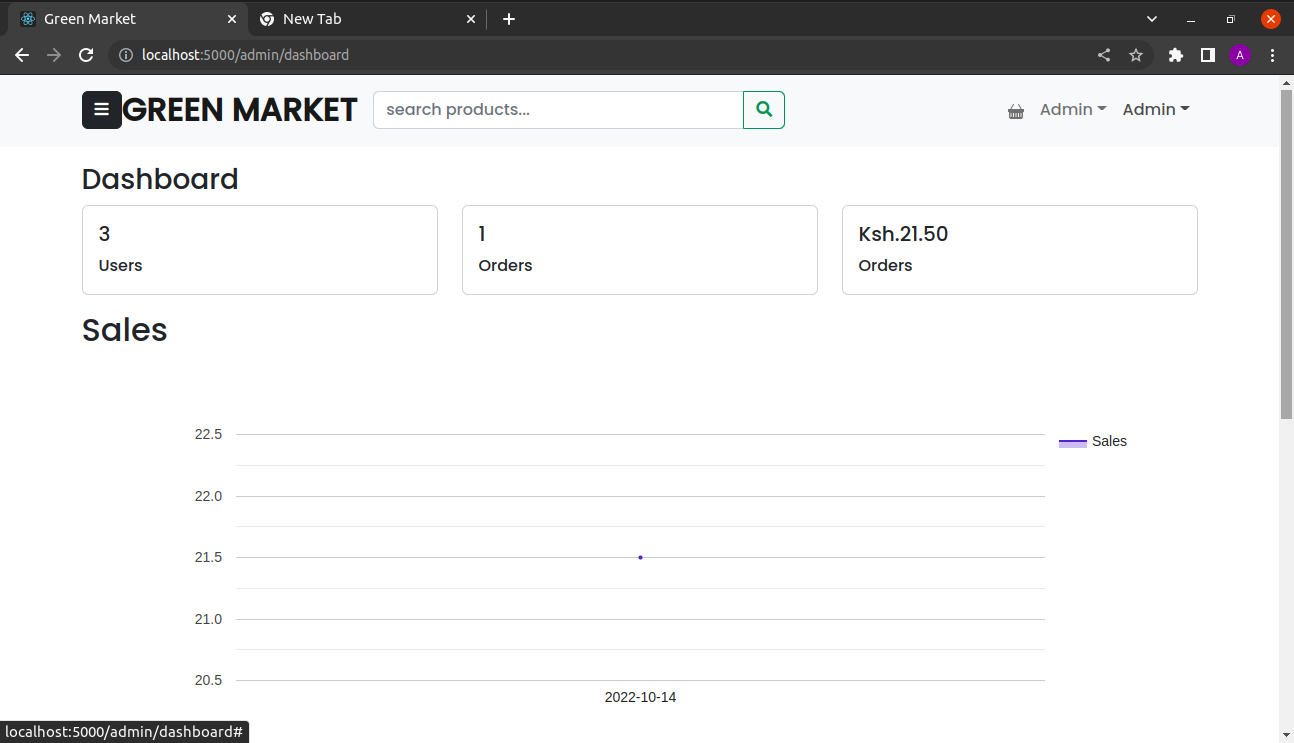 Green Market
New Tab
localhost:5000/admin/dashboard
A
GREEN MARKET
search products...
Admin
Admin
Dashboard
3
Users
1
Orders
Ksh.21.50
Orders
Sales
22.5
22.0
21.5
21.0
20.5
2022-10-14
Sales
localhost:5000/admin/dashboard#